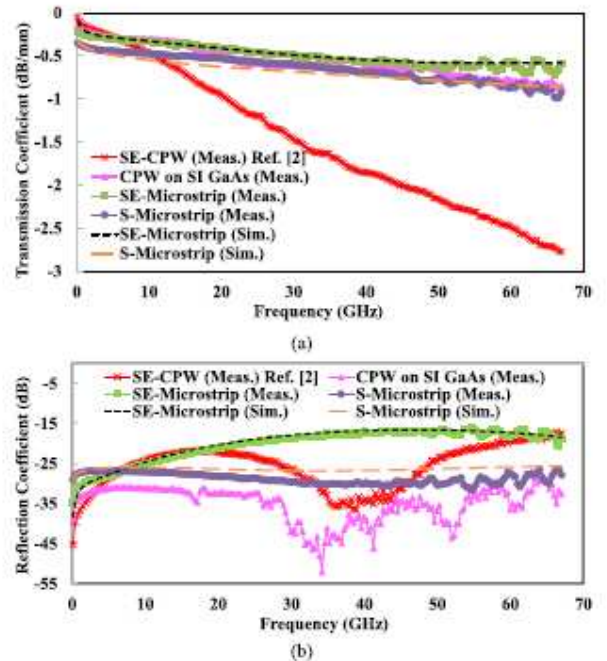 0
-0.5
-1
-1.5
-2
-2.5
-3
Transmission Coefficient (dB/mm)
SE-CPW (Meas.) Ref. [2]
CPW on SI GaAs (Meas.)
SE-Microstrip (Meas.)
S-Microstrip (Meas.)
SE-Microstrip (Sim.)
S-Microstrip (Sim.)
0 10 20 30 40 50 60 70
Frequency (GHz)
(a)
SE-CPW (Meas.) Ref. [2] CPW on SI GaAs (Meas.)
SE-Microstrip (Meas.) S-Microstrip (Meas.)
SE-Microstrip (Sim.) S-Microstrip (Sim.)
-5
-15
-25
-35
-45
-55
Reflection Coefficient (dB)
0 10 20 30 40 50 60 70
Frequency (GHz)
(b)